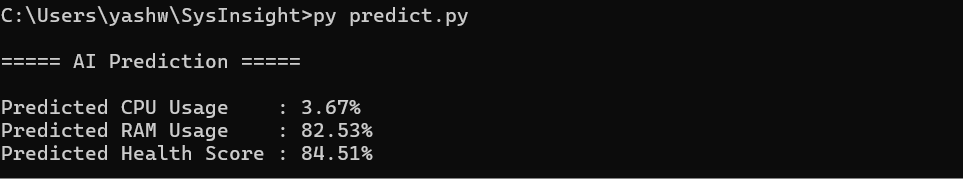 C:\Users\yashw\SysInsight>py predict.py
===== AI Prediction =====
Predicted CPU Usage    : 3.67%
Predicted RAM Usage    : 82.53%
Predicted Health Score : 84.51%